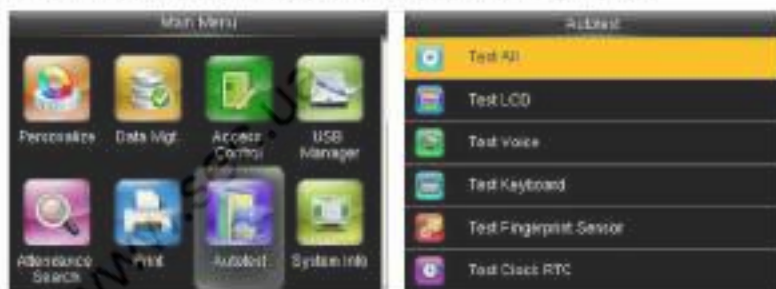 Main Menu
Personalize
Data Mgt.
Access
Control
USB
Manager
Attendance
Search
Print
Autotest
System Info
Autotest
Test All
Test LCD
Test Voice
Test Keyboard
Test Fingerprint Sensor
Test Clock RTC